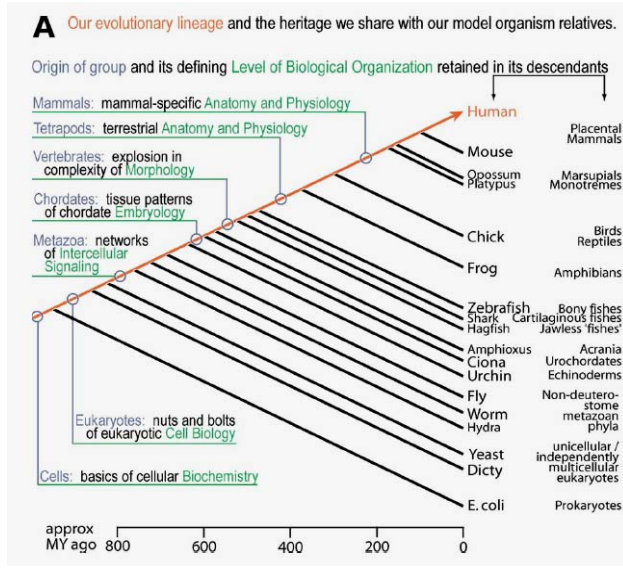 A Our evolutionary lineage and the heritage we share with our model organism relatives.
Origin of group and its defining Level of Biological Organization retained in its descendants
Mammals: mammal-specific Anatomy and Physiology
Tetrapods: terrestrial Anatomy and Physiology
Vertebrates: explosion in
complexity of Morphology
Chordates: tissue patterns
of chordate Embryology
Metazoa: networks
of Intercellular
Signaling
Eukaryotes: nuts and bolts
of eukaryotic Cell Biology
Cells: basics of cellular Biochemistry
Human
Mouse
Opossum
Platypus
Chick
Frog
Zebrafish
Shark
Hagfish
Amphioxus
Ciona
Urchin
Fly
Worm
Hydra
Yeast
Dicty
E. coli
Placental
Mammals
Marsupials
Monotremes
Birds
Reptiles
Amphibians
Bony fishes
Cartilaginous fishes
Jawless 'fishes'
Acrania
Urochordates
Echinoderms
Non-deutero-
stome
metazoan
phyla
unicellular /
independently
multicellular
eukaryotes
Prokaryotes
approx
MY ago 800 600 400 200 0